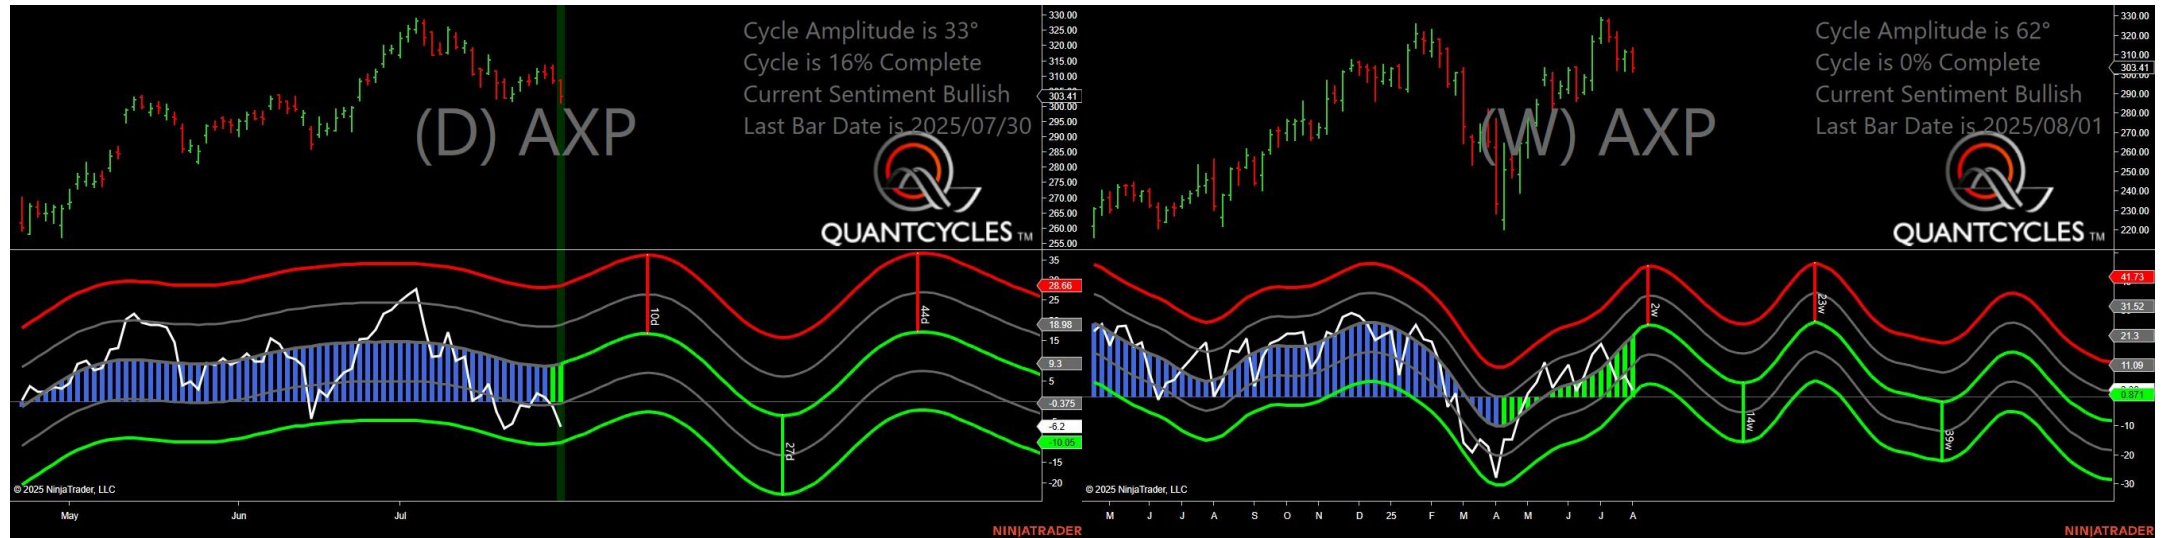 Cycle Amplitude is 33°
Cycle is 16% Complete
Current Sentiment Bullish
Last Bar Date is 2025/07/30
(D) AXP
QUANTCYCLES TM
330.00
325.00
320.00
315.00
310.00
303.41
300.00
295.00
290.00
285.00
280.00
275.00
270.00
265.00
260.00
255.00
35
28.66
25
18.98
15
9.3
5
-0.375
-6.2
-10.05
-15
-20
10d
27d
44d
© 2025 NinjaTrader, LLC
May
Jun
Jul
NINJATRADER
Cycle Amplitude is 62°
Cycle is 0% Complete
Current Sentiment Bullish
Last Bar Date is 2025/08/01
(W) AXP
QUANTCYCLES TM
330.00
320.00
310.00
303.41
290.00
280.00
270.00
260.00
250.00
240.00
230.00
220.00
41.73
31.52
21.3
11.09
0.871
-10
-20
-30
2w
14w
23w
39w
© 2025 NinjaTrader, LLC
M
J
J
A
S
O
N
D
25
F
M
A
M
J
J
A
NINJATRADER